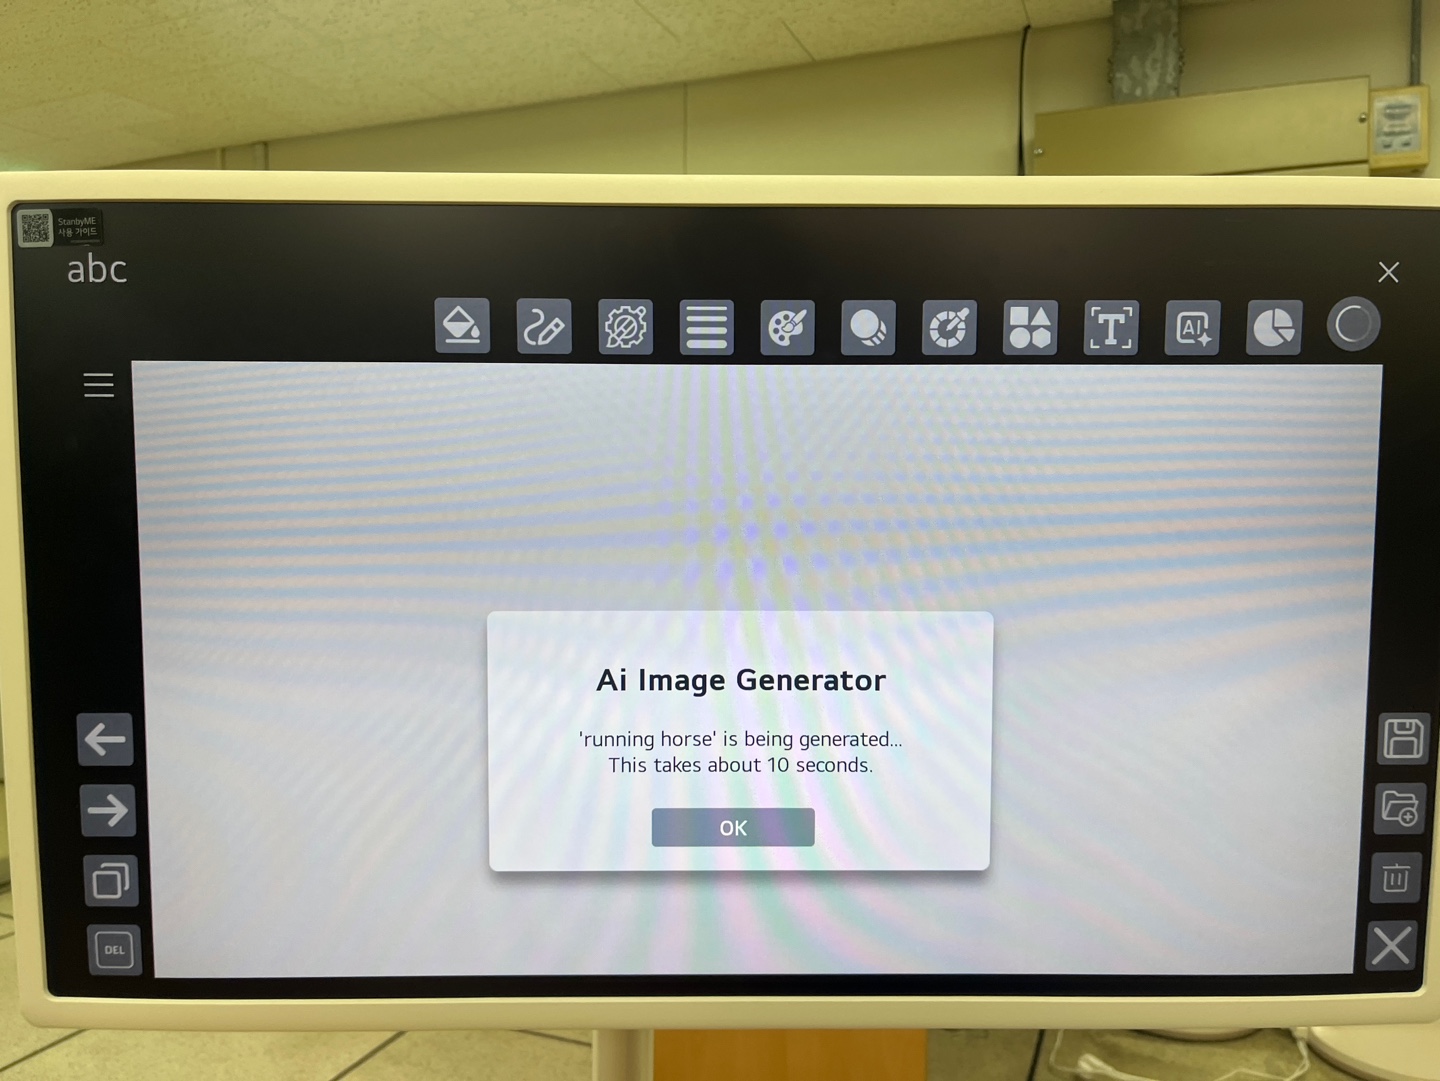 StanbyME
사용 가이드
abc
T
AI
Ai Image Generator
'running horse' is being generated...
This takes about 10 seconds.
OK
DEL